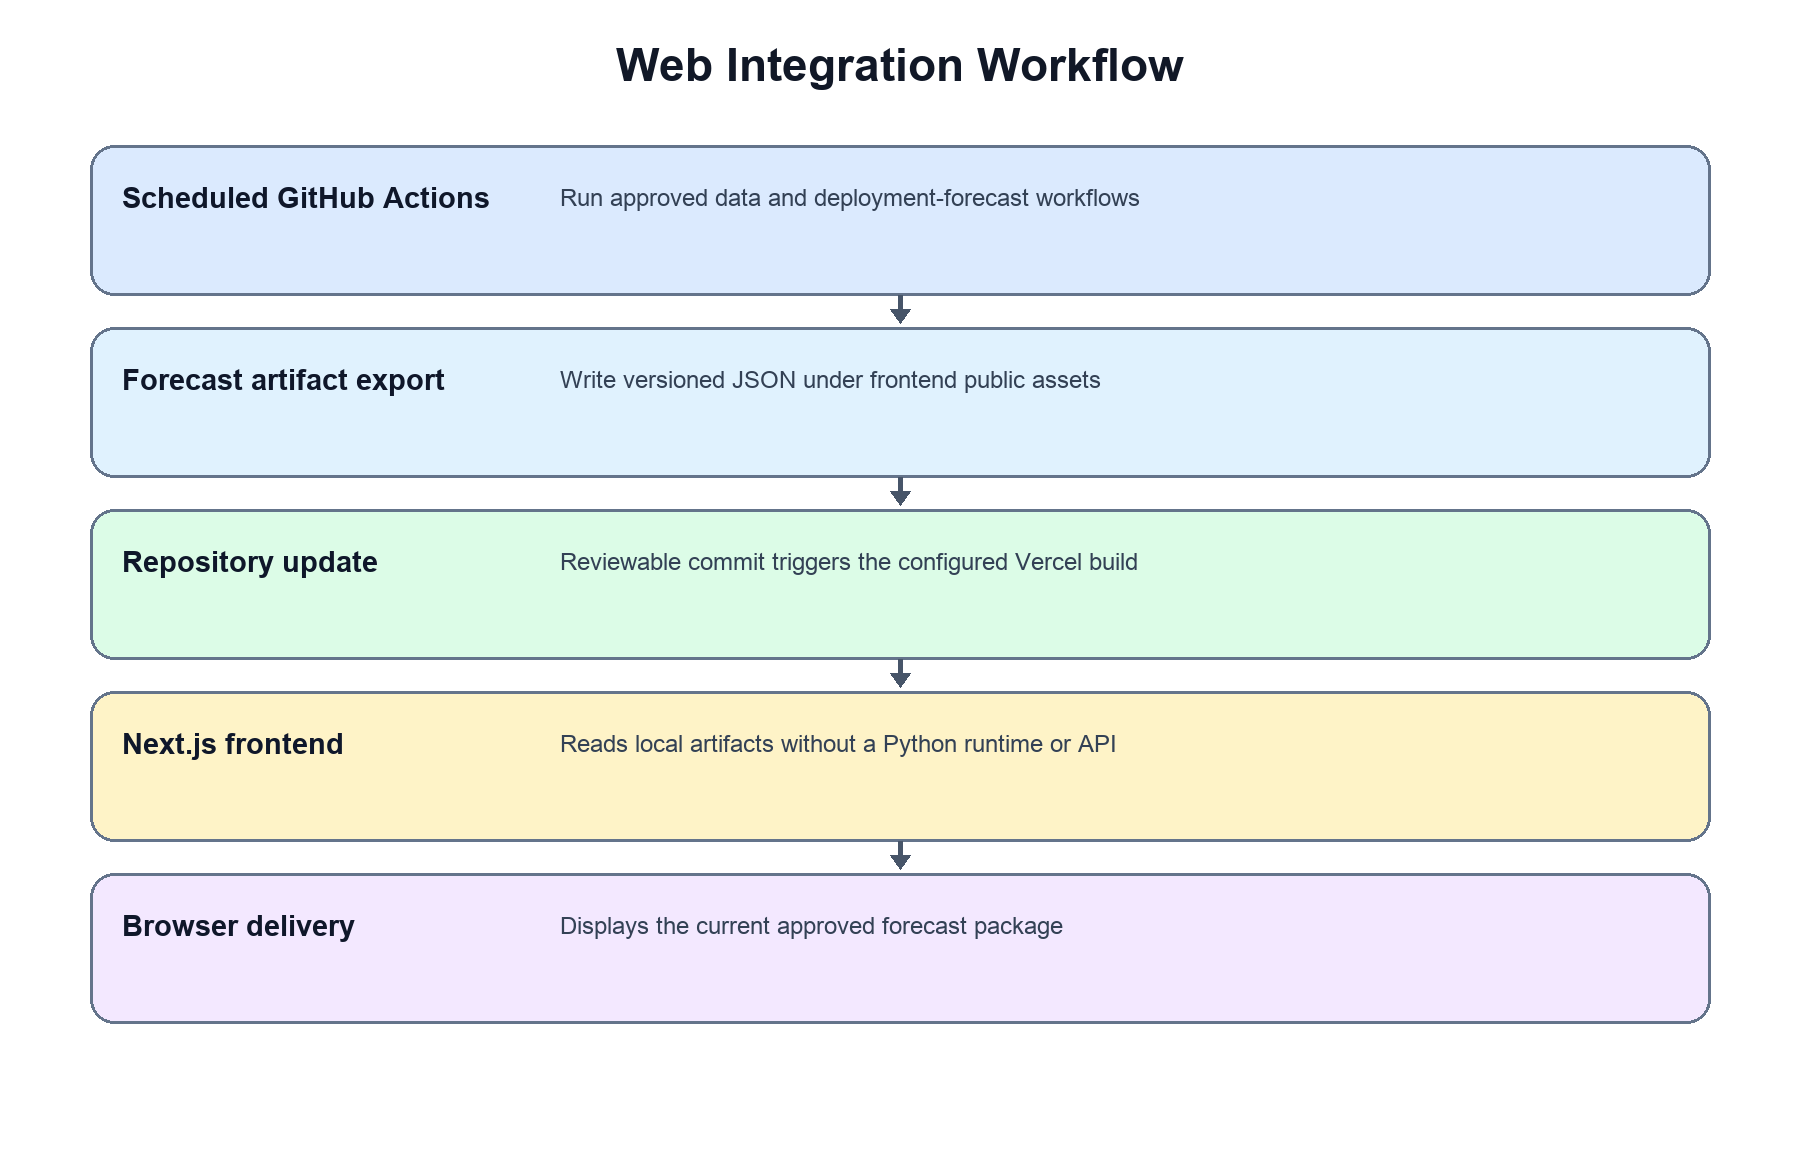 Web Integration Workflow
Scheduled GitHub Actions
Run approved data and deployment-forecast workflows
Forecast artifact export
Write versioned JSON under frontend public assets
Repository update
Reviewable commit triggers the configured Vercel build
Next.js frontend
Reads local artifacts without a Python runtime or API
Browser delivery
Displays the current approved forecast package